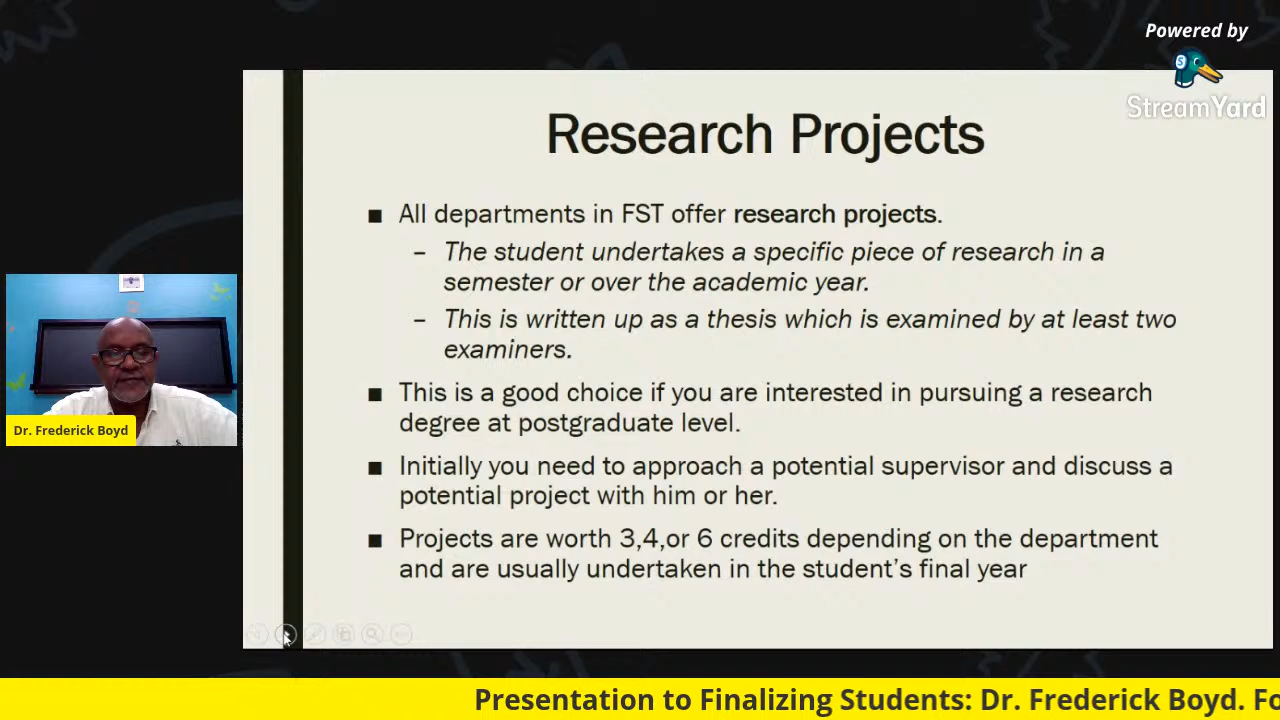 Powered by
StreamYard
Research Projects
■ All departments in FST offer research projects.
– The student undertakes a specific piece of research in a
semester or over the academic year.
– This is written up as a thesis which is examined by at least two
examiners.
■ This is a good choice if you are interested in pursuing a research
degree at postgraduate level.
■ Initially you need to approach a potential supervisor and discuss a
potential project with him or her.
■ Projects are worth 3,4,or 6 credits depending on the department
and are usually undertaken in the student's final year
Dr. Frederick Boyd
Presentation to Finalizing Students: Dr. Frederick Boyd. Fo